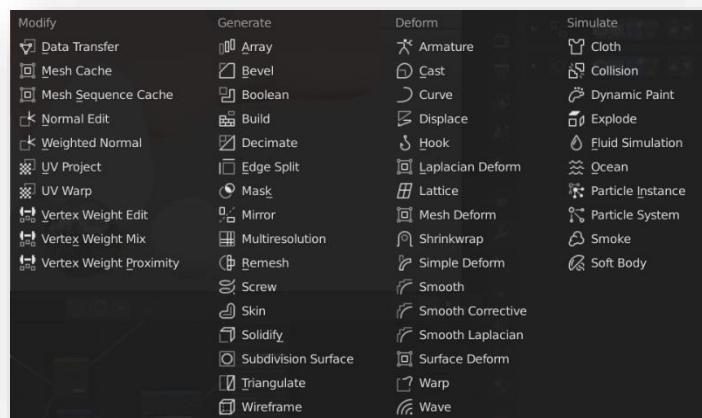 Modify
Data Transfer
Mesh Cache
Mesh Sequence Cache
Normal Edit
Weighted Normal
UV Project
UV Warp
Vertex Weight Edit
Vertex Weight Mix
Vertex Weight Proximity
Generate
Array
Bevel
Boolean
Build
Decimate
Edge Split
Mask
Mirror
Multiresolution
Remesh
Screw
Skin
Solidify
Subdivision Surface
Triangulate
Wireframe
Deform
Armature
Cast
Curve
Displace
Hook
Laplacian Deform
Lattice
Mesh Deform
Shrinkwrap
Simple Deform
Smooth
Smooth Corrective
Smooth Laplacian
Surface Deform
Warp
Wave
Simulate
Cloth
Collision
Dynamic Paint
Explode
Fluid Simulation
Ocean
Particle Instance
Particle System
Smoke
Soft Body